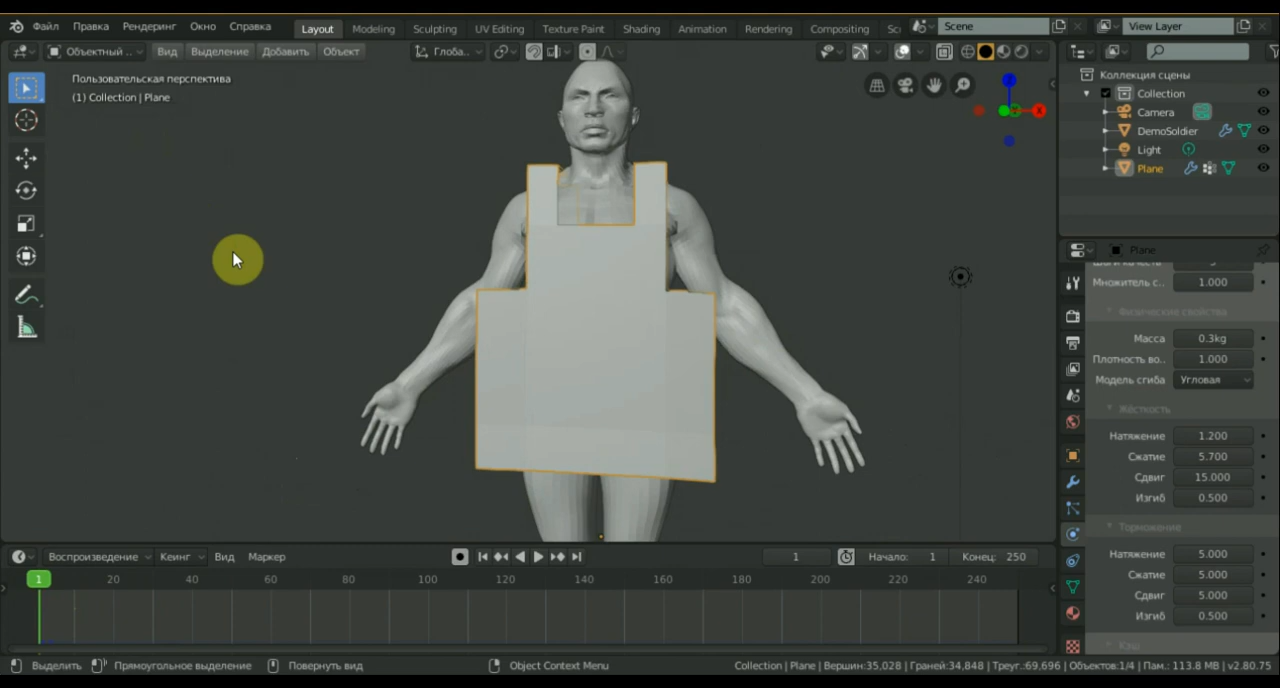 Файл Правка Рендеринг Окно Справка Layout Modeling Sculpting UV Editing Texture Paint Shading Animation Rendering Compositing Sc Scene View Layer
Объектный .. Вид Выделение Добавить Объект Глоба..
Пользовательская перспектива
(1) Collection | Plane
X
Коллекция сцены
Collection
Camera
DemoSoldier
Light
Plane
Plane
Множитель с.. 1.000
Физические свойства
Масса 0.3kg
Плотность во.. 1.000
Модель сгиба Угловая
Жёсткость
Натяжение 1.200
Сжатие 5.700
Сдвиг 15.000
Изгиб 0.500
Торможение
Натяжение 5.000
Сжатие 5.000
Сдвиг 5.000
Изгиб 0.500
Кэш
Воспроизведение Кеинг Вид Маркер 1 Начало: 1 Конец: 250
1 20 40 60 80 100 120 140 160 180 200 220 240
Выделить Прямоугольное выделение Повернуть вид Object Context Menu Collection | Plane | Вершин:35,028 | Граней:34,848 | Треуг.:69,696 | Объектов:1/4 | Пам.: 113.8 MB | v2.80.75